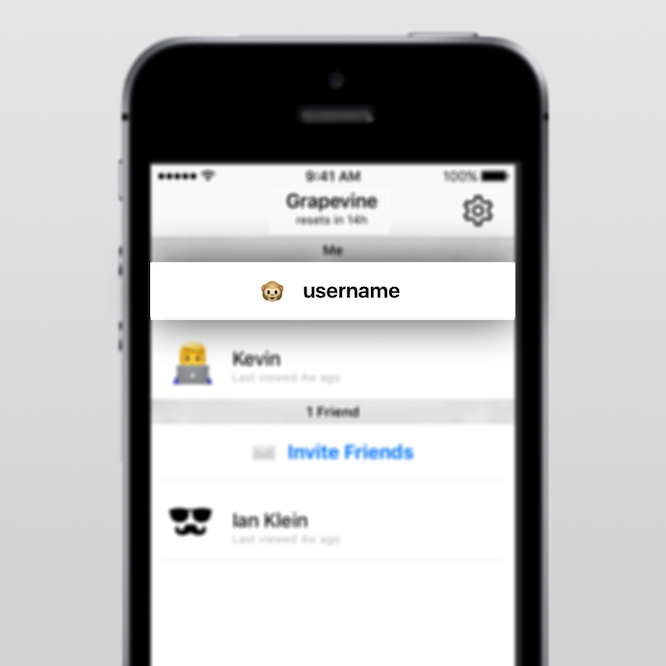 9:41 AM 100%
Grapevine
resets in 14h
Me
username
Kevin
Last viewed 4w ago
1 Friend
Invite Friends
Ian Klein
Last viewed 4w ago